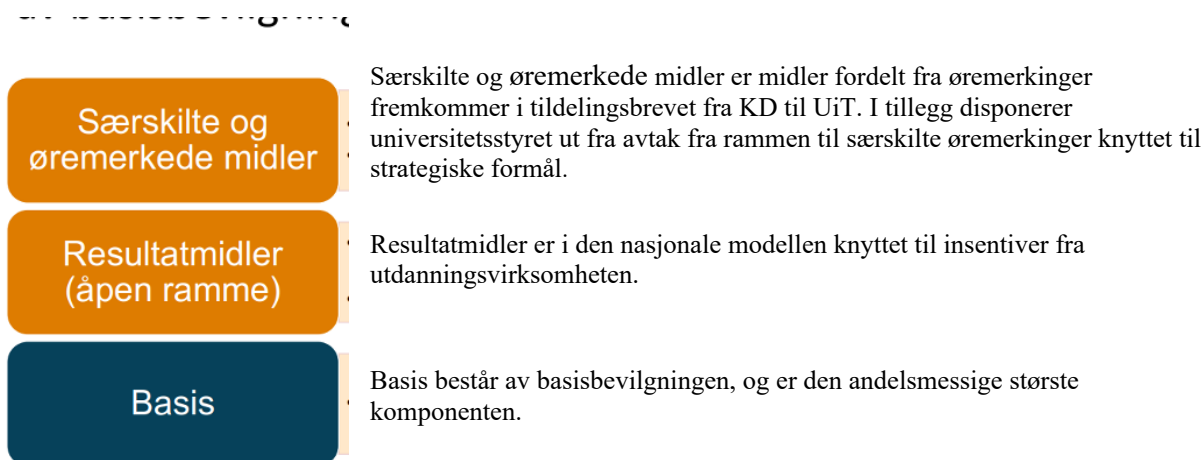 av basisbevilgning
Særskilte og
øremerkede midler
Særskilte og øremerkede midler er midler fordelt fra øremerkinger
fremkommer i tildelingsbrevet fra KD til UiT. I tillegg disponerer
universitetsstyret ut fra avtak fra rammen til særskilte øremerkinger knyttet til
strategiske formål.
Resultatmidler
(åpen ramme)
Resultatmidler er i den nasjonale modellen knyttet til insentiver fra
utdanningsvirksomheten.
Basis
Basis består av basisbevilgningen, og er den andelsmessige største
komponenten.